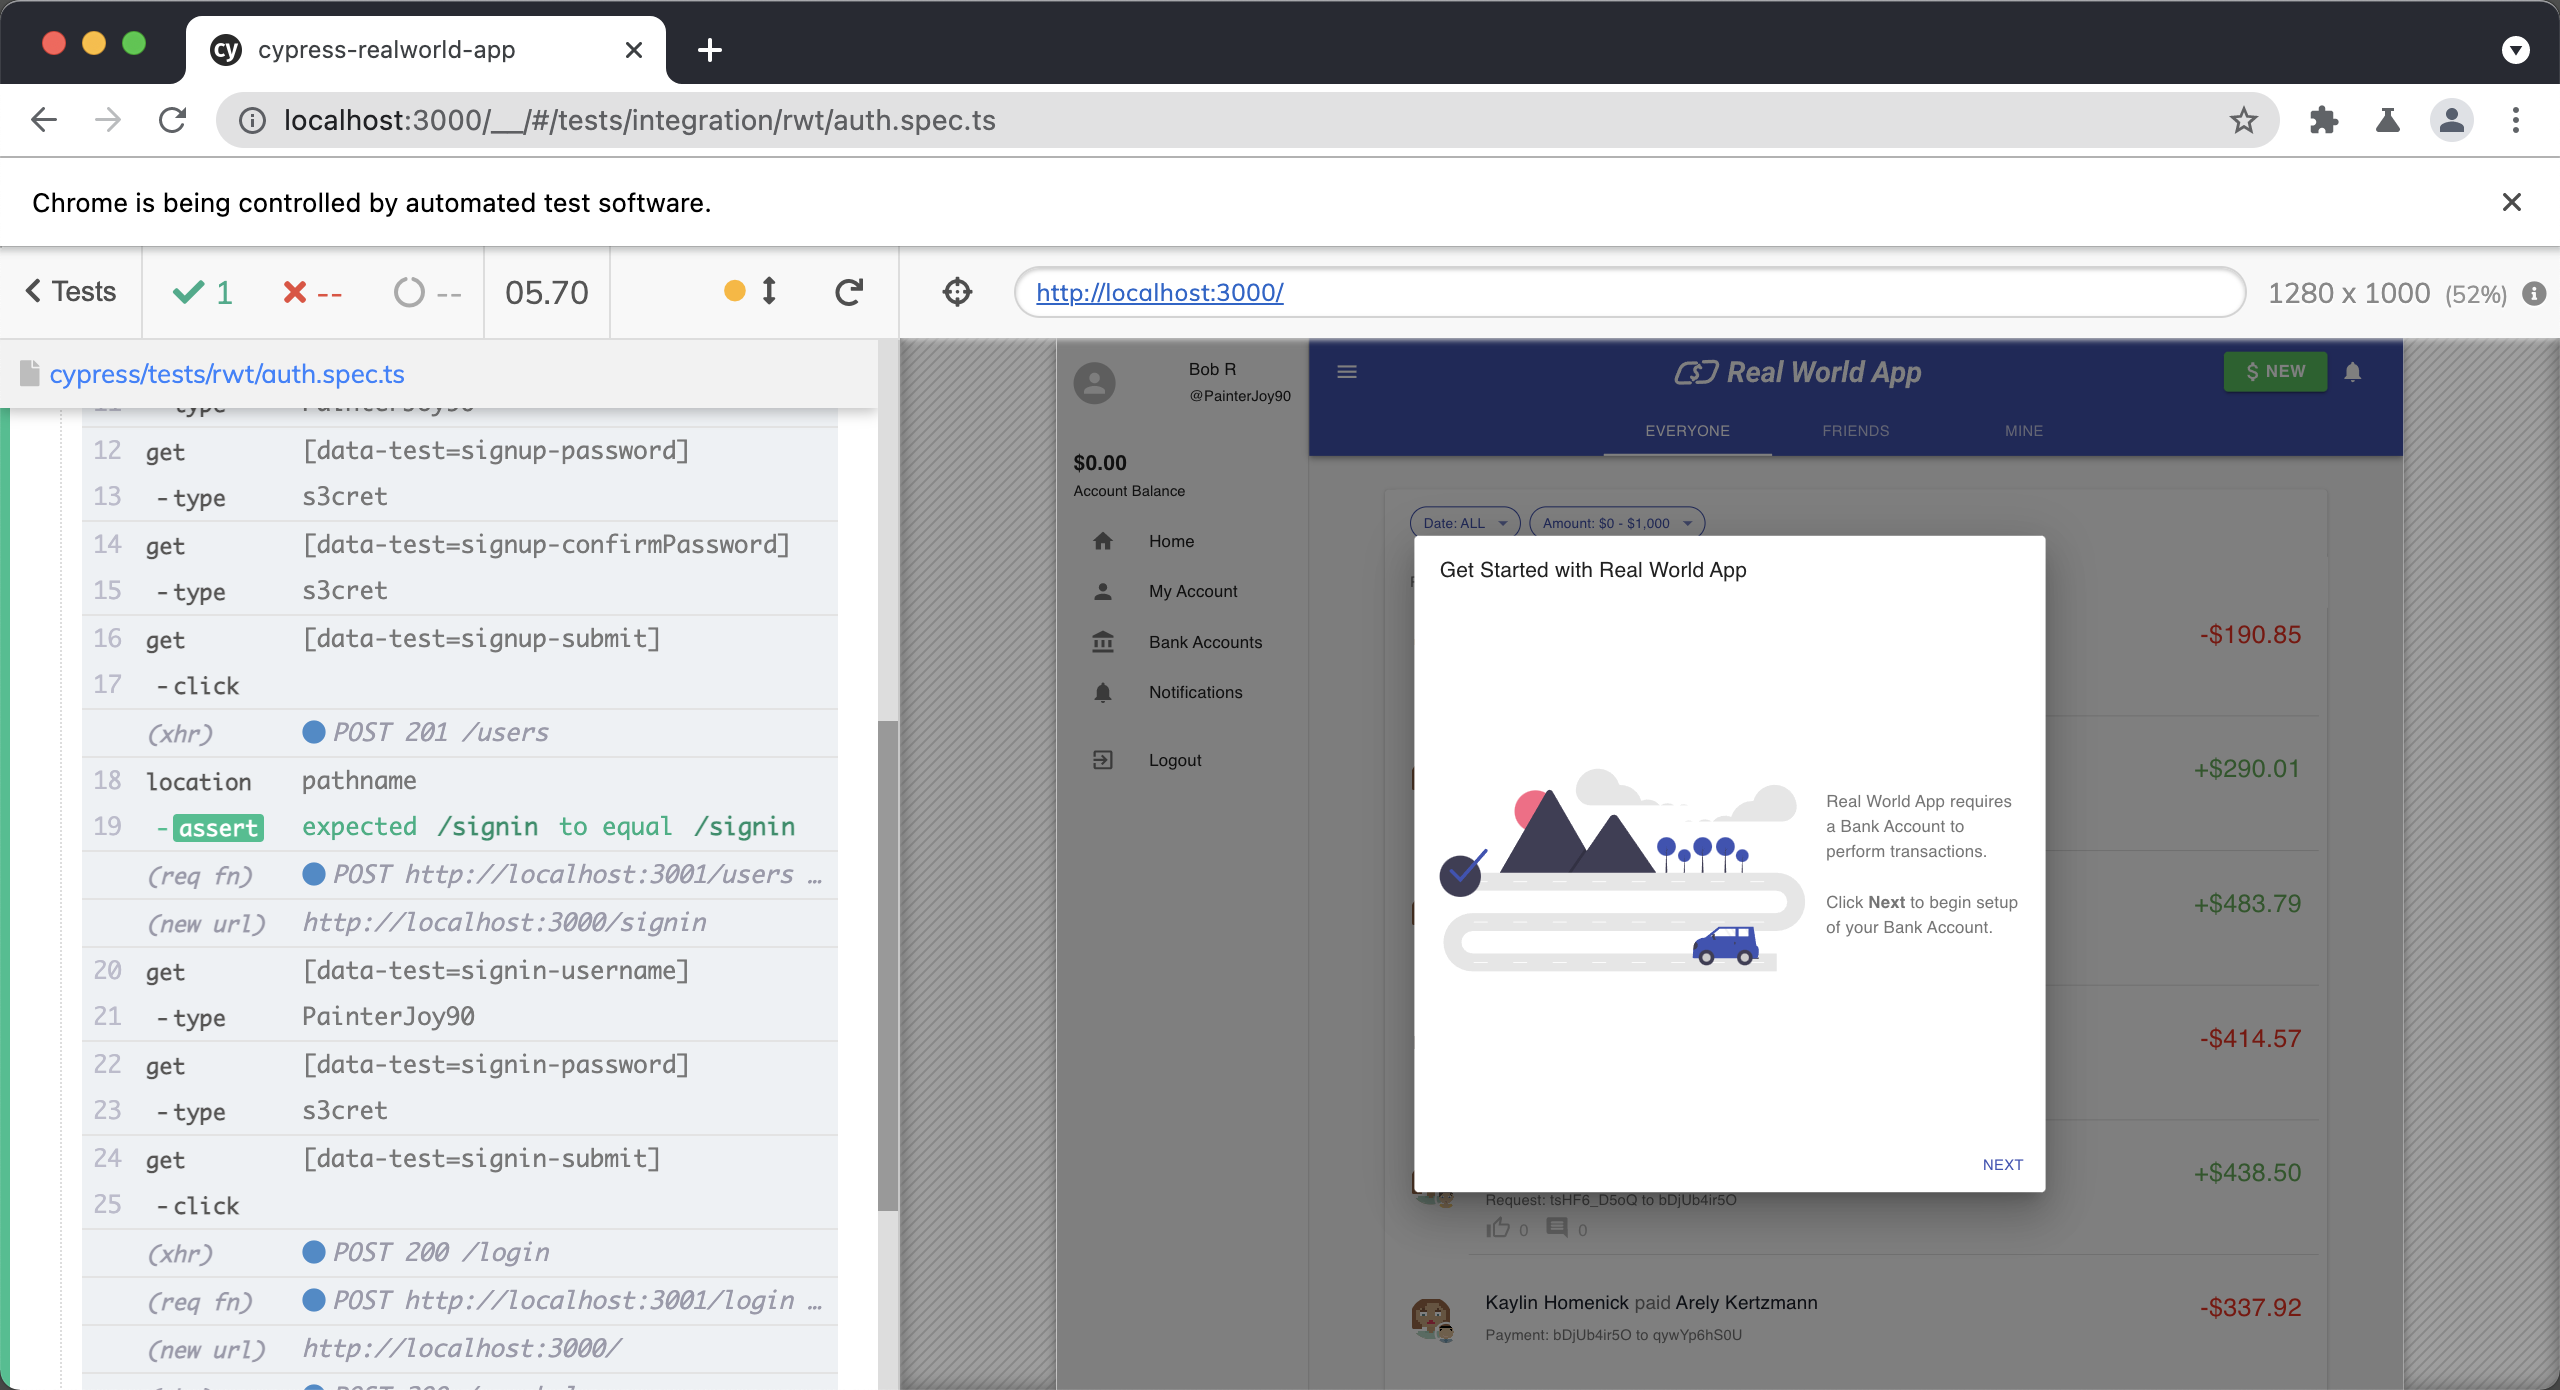 cy cypress-realworld-app
localhost:3000/__/#/tests/integration/rwt/auth.spec.ts
Chrome is being controlled by automated test software.
Tests
1
--
--
05.70
http://localhost:3000/
1280 x 1000 (52%)
cypress/tests/rwt/auth.spec.ts
12 get [data-test=signup-password]
13 -type s3cret
14 get [data-test=signup-confirmPassword]
15 -type s3cret
16 get [data-test=signup-submit]
17 -click
(xhr) POST 201 /users
18 location pathname
19 -assert expected /signin to equal /signin
(req fn) POST http://localhost:3001/users …
(new url) http://localhost:3000/signin
20 get [data-test=signin-username]
21 -type PainterJoy90
22 get [data-test=signin-password]
23 -type s3cret
24 get [data-test=signin-submit]
25 -click
(xhr) POST 200 /login
(req fn) POST http://localhost:3001/login …
(new url) http://localhost:3000/
Bob R
@PainterJoy90
$0.00
Account Balance
Home
My Account
Bank Accounts
Notifications
Logout
Real World App
$ NEW
EVERYONE
FRIENDS
MINE
Date: ALL
Amount: $0 - $1,000
Get Started with Real World App
Real World App requires
a Bank Account to
perform transactions.
Click Next to begin setup
of your Bank Account.
NEXT
-$190.85
+$290.01
+$483.79
-$414.57
+$438.50
Request: tsHF6_D5oQ to bDjUb4ir5O
0
0
Kaylin Homenick paid Arely Kertzmann
Payment: bDjUb4ir5O to qywYp6hS0U
-$337.92